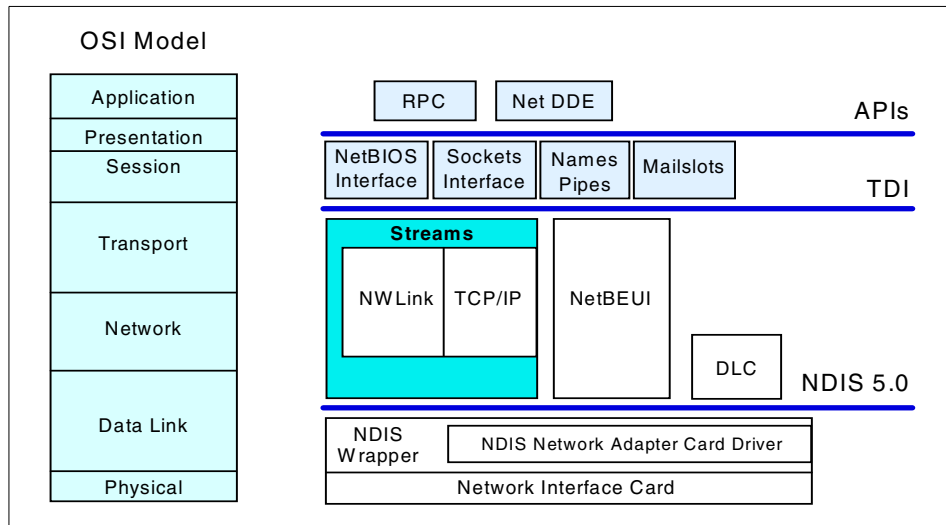 OSI Model
Application
Presentation
Session
Transport
Network
Data Link
Physical
RPC
Net DDE
APIs
NetBIOS
Interface
Sockets
Interface
Names
Pipes
Mailslots
TDI
Streams
NWLink
TCP/IP
NetBEUI
DLC
NDIS 5.0
NDIS
Wrapper
NDIS Network Adapter Card Driver
Network Interface Card